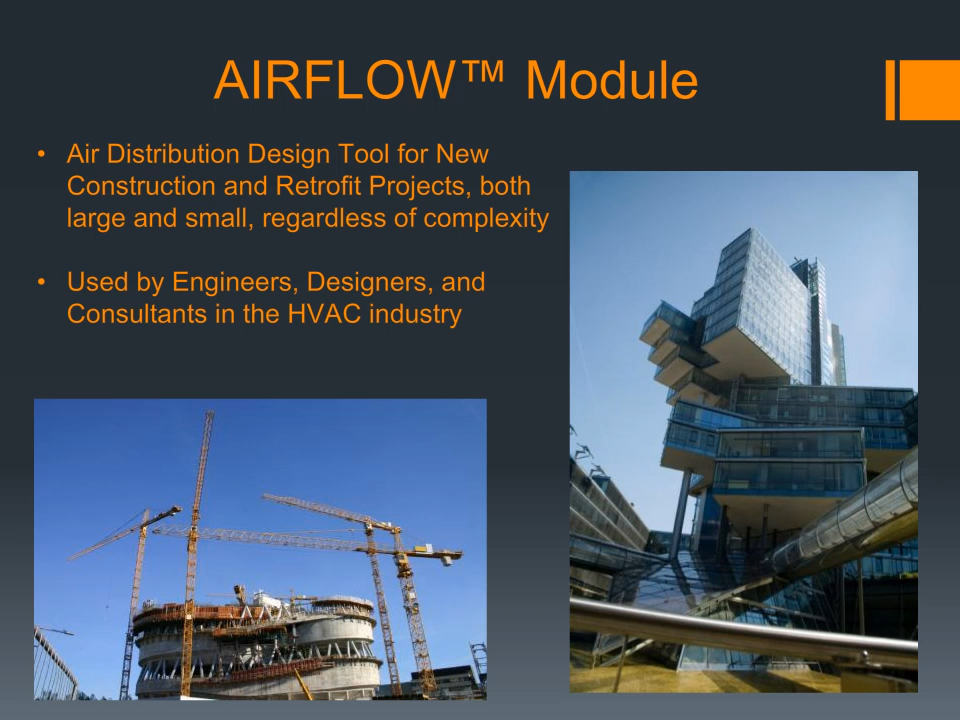 AIRFLOW™ Module
• Air Distribution Design Tool for New
Construction and Retrofit Projects, both
large and small, regardless of complexity
• Used by Engineers, Designers, and
Consultants in the HVAC industry